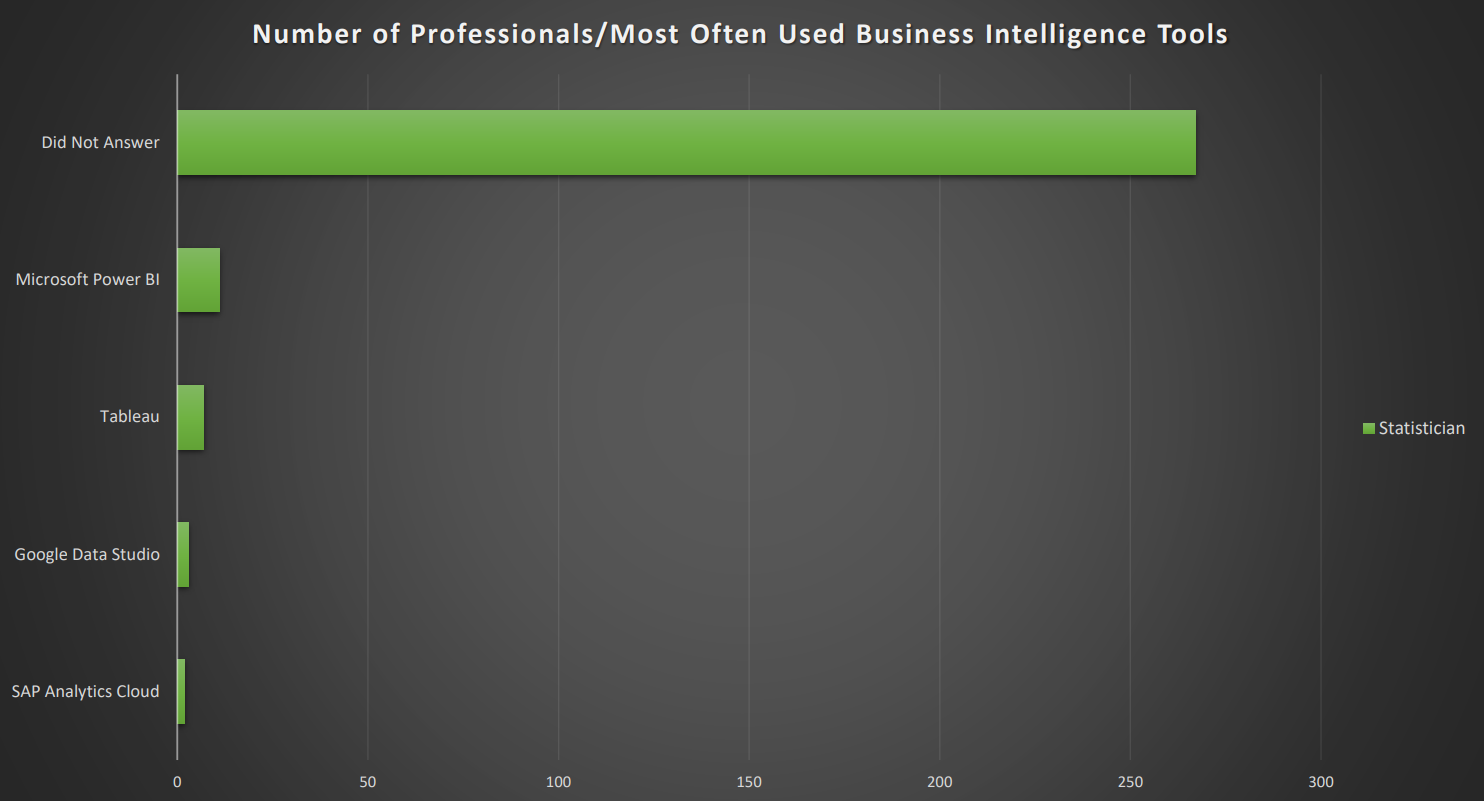 Number of Professionals/Most Often Used Business Intelligence Tools
Did Not Answer
Microsoft Power BI
Tableau
Statistician
Google Data Studio
SAP Analytics Cloud
0 50 100 150 200 250 300